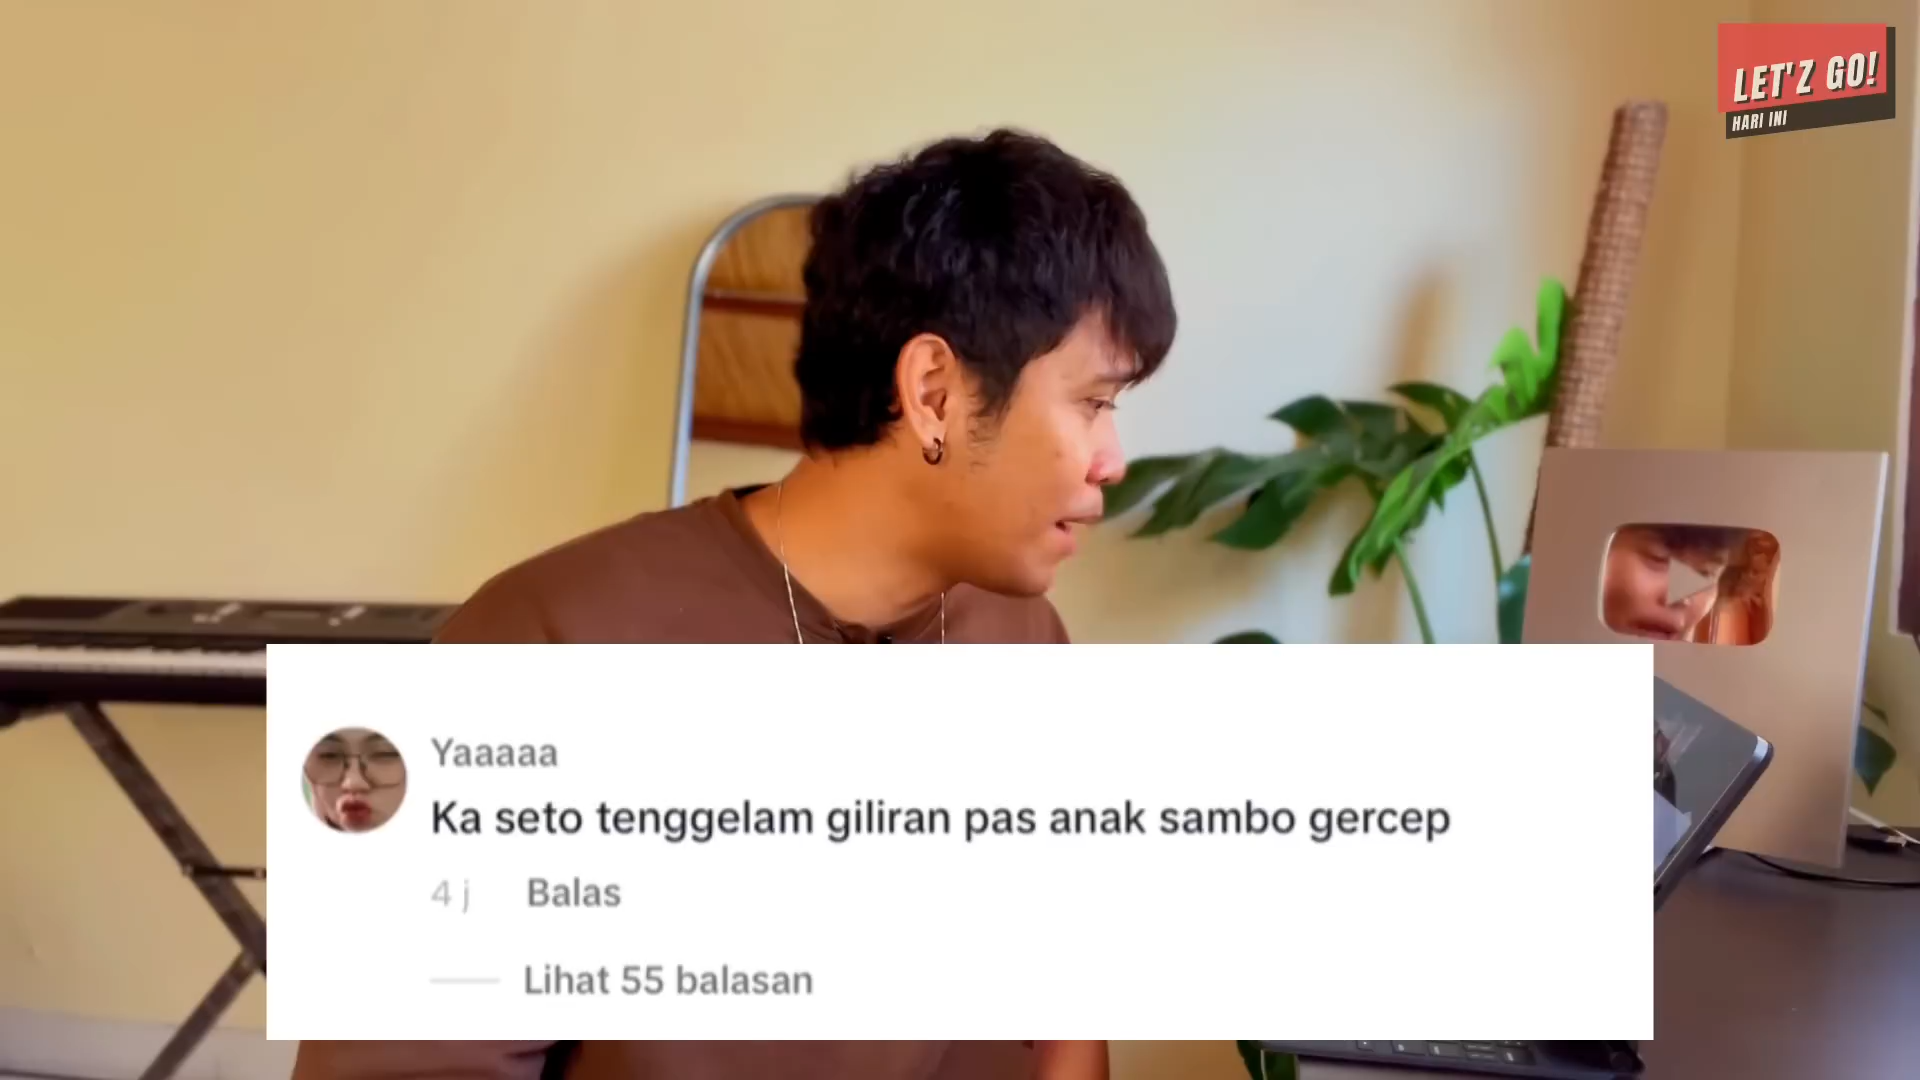 LET'Z GO!
HARI INI
Yaaaaa
Ka seto tenggelam giliran pas anak sambo gercep
4 j Balas
Lihat 55 balasan